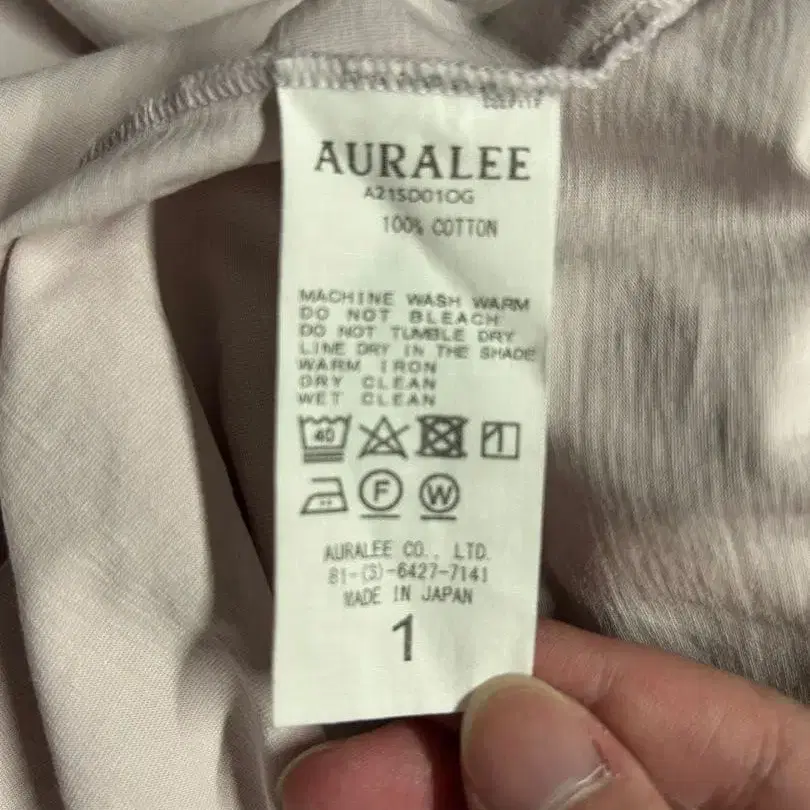 AURALEE
A21SD01OG
100% COTTON
MACHINE WASH WARM
DO NOT BLEACH
DO NOT TUMBLE DRY
LINE DRY IN THE SHADE
WARM IRON
DRY CLEAN
WET CLEAN
40
F W
AURALEE CO., LTD.
81-(3)-6427-7141
MADE IN JAPAN
1